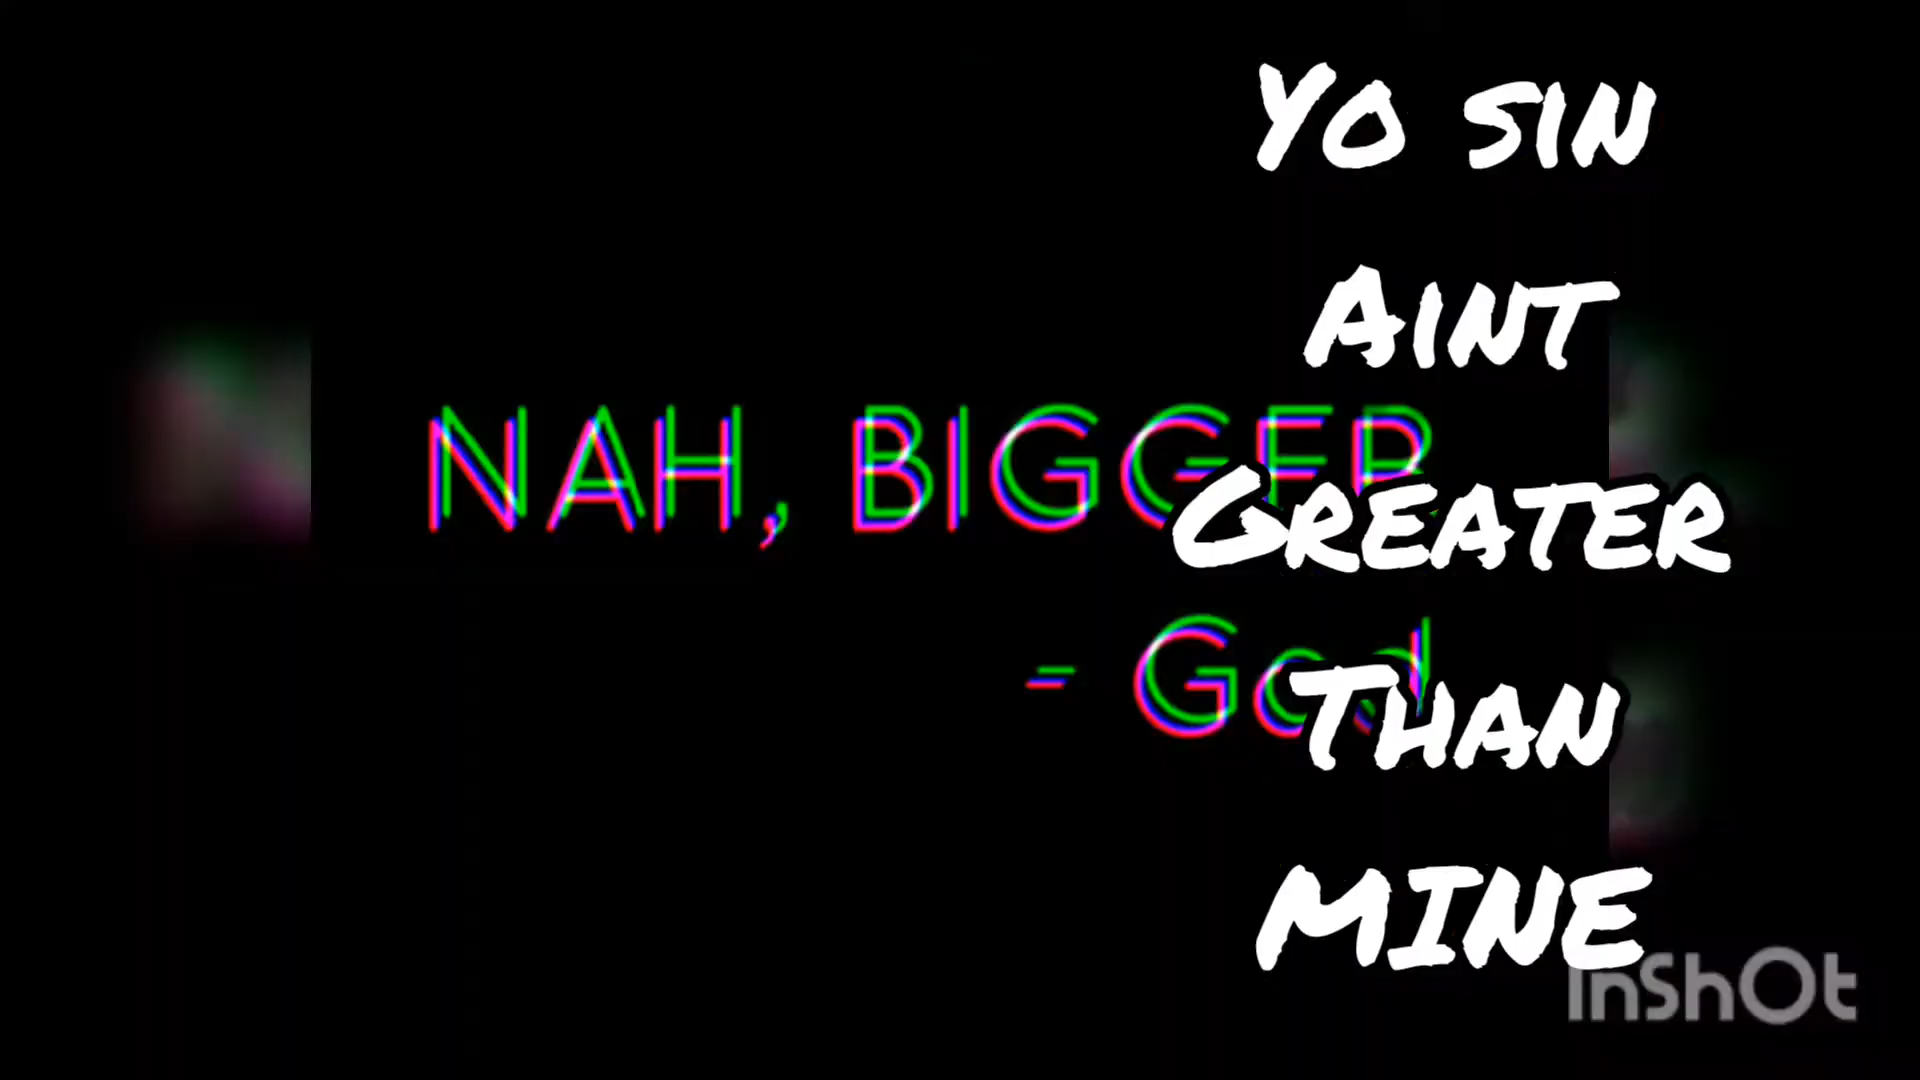 Yo sin
Aint
Greater
Than
MINE
NAH, BIGGER
- God
InShOt